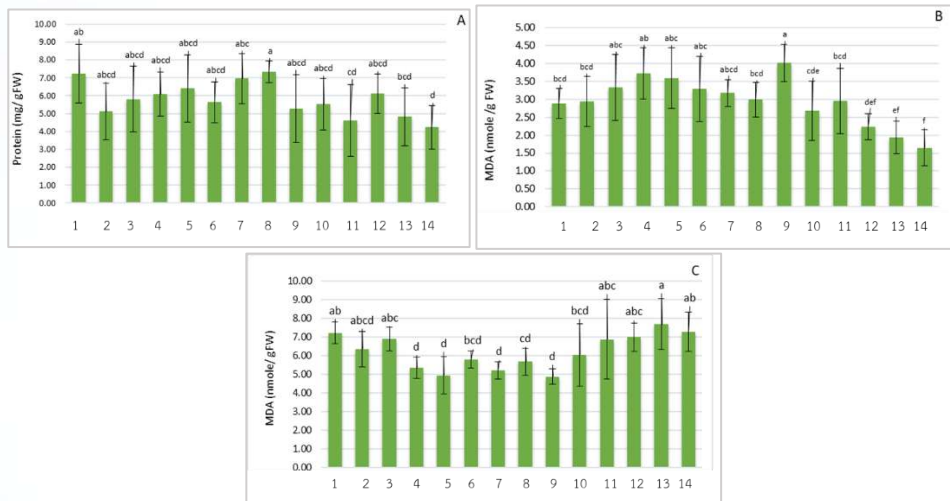 A
Protein (mg/ gFW)
10.00
9.00
8.00
7.00
6.00
5.00
4.00
3.00
2.00
1.00
0.00
ab abcd abcd abcd abcd abcd abc a abcd abcd cd abcd bcd d
1 2 3 4 5 6 7 8 9 10 11 12 13 14
B
MDA (nmole /g FW)
5.00
4.50
4.00
3.50
3.00
2.50
2.00
1.50
1.00
0.50
0.00
bcd bcd abc ab abc abc abcd bcd a cde bcd def ef f
1 2 3 4 5 6 7 8 9 10 11 12 13 14
C
MDA (nmole/ gFW)
10.00
9.00
8.00
7.00
6.00
5.00
4.00
3.00
2.00
1.00
0.00
ab abcd abc d d bcd d cd d bcd abc abc a ab
1 2 3 4 5 6 7 8 9 10 11 12 13 14